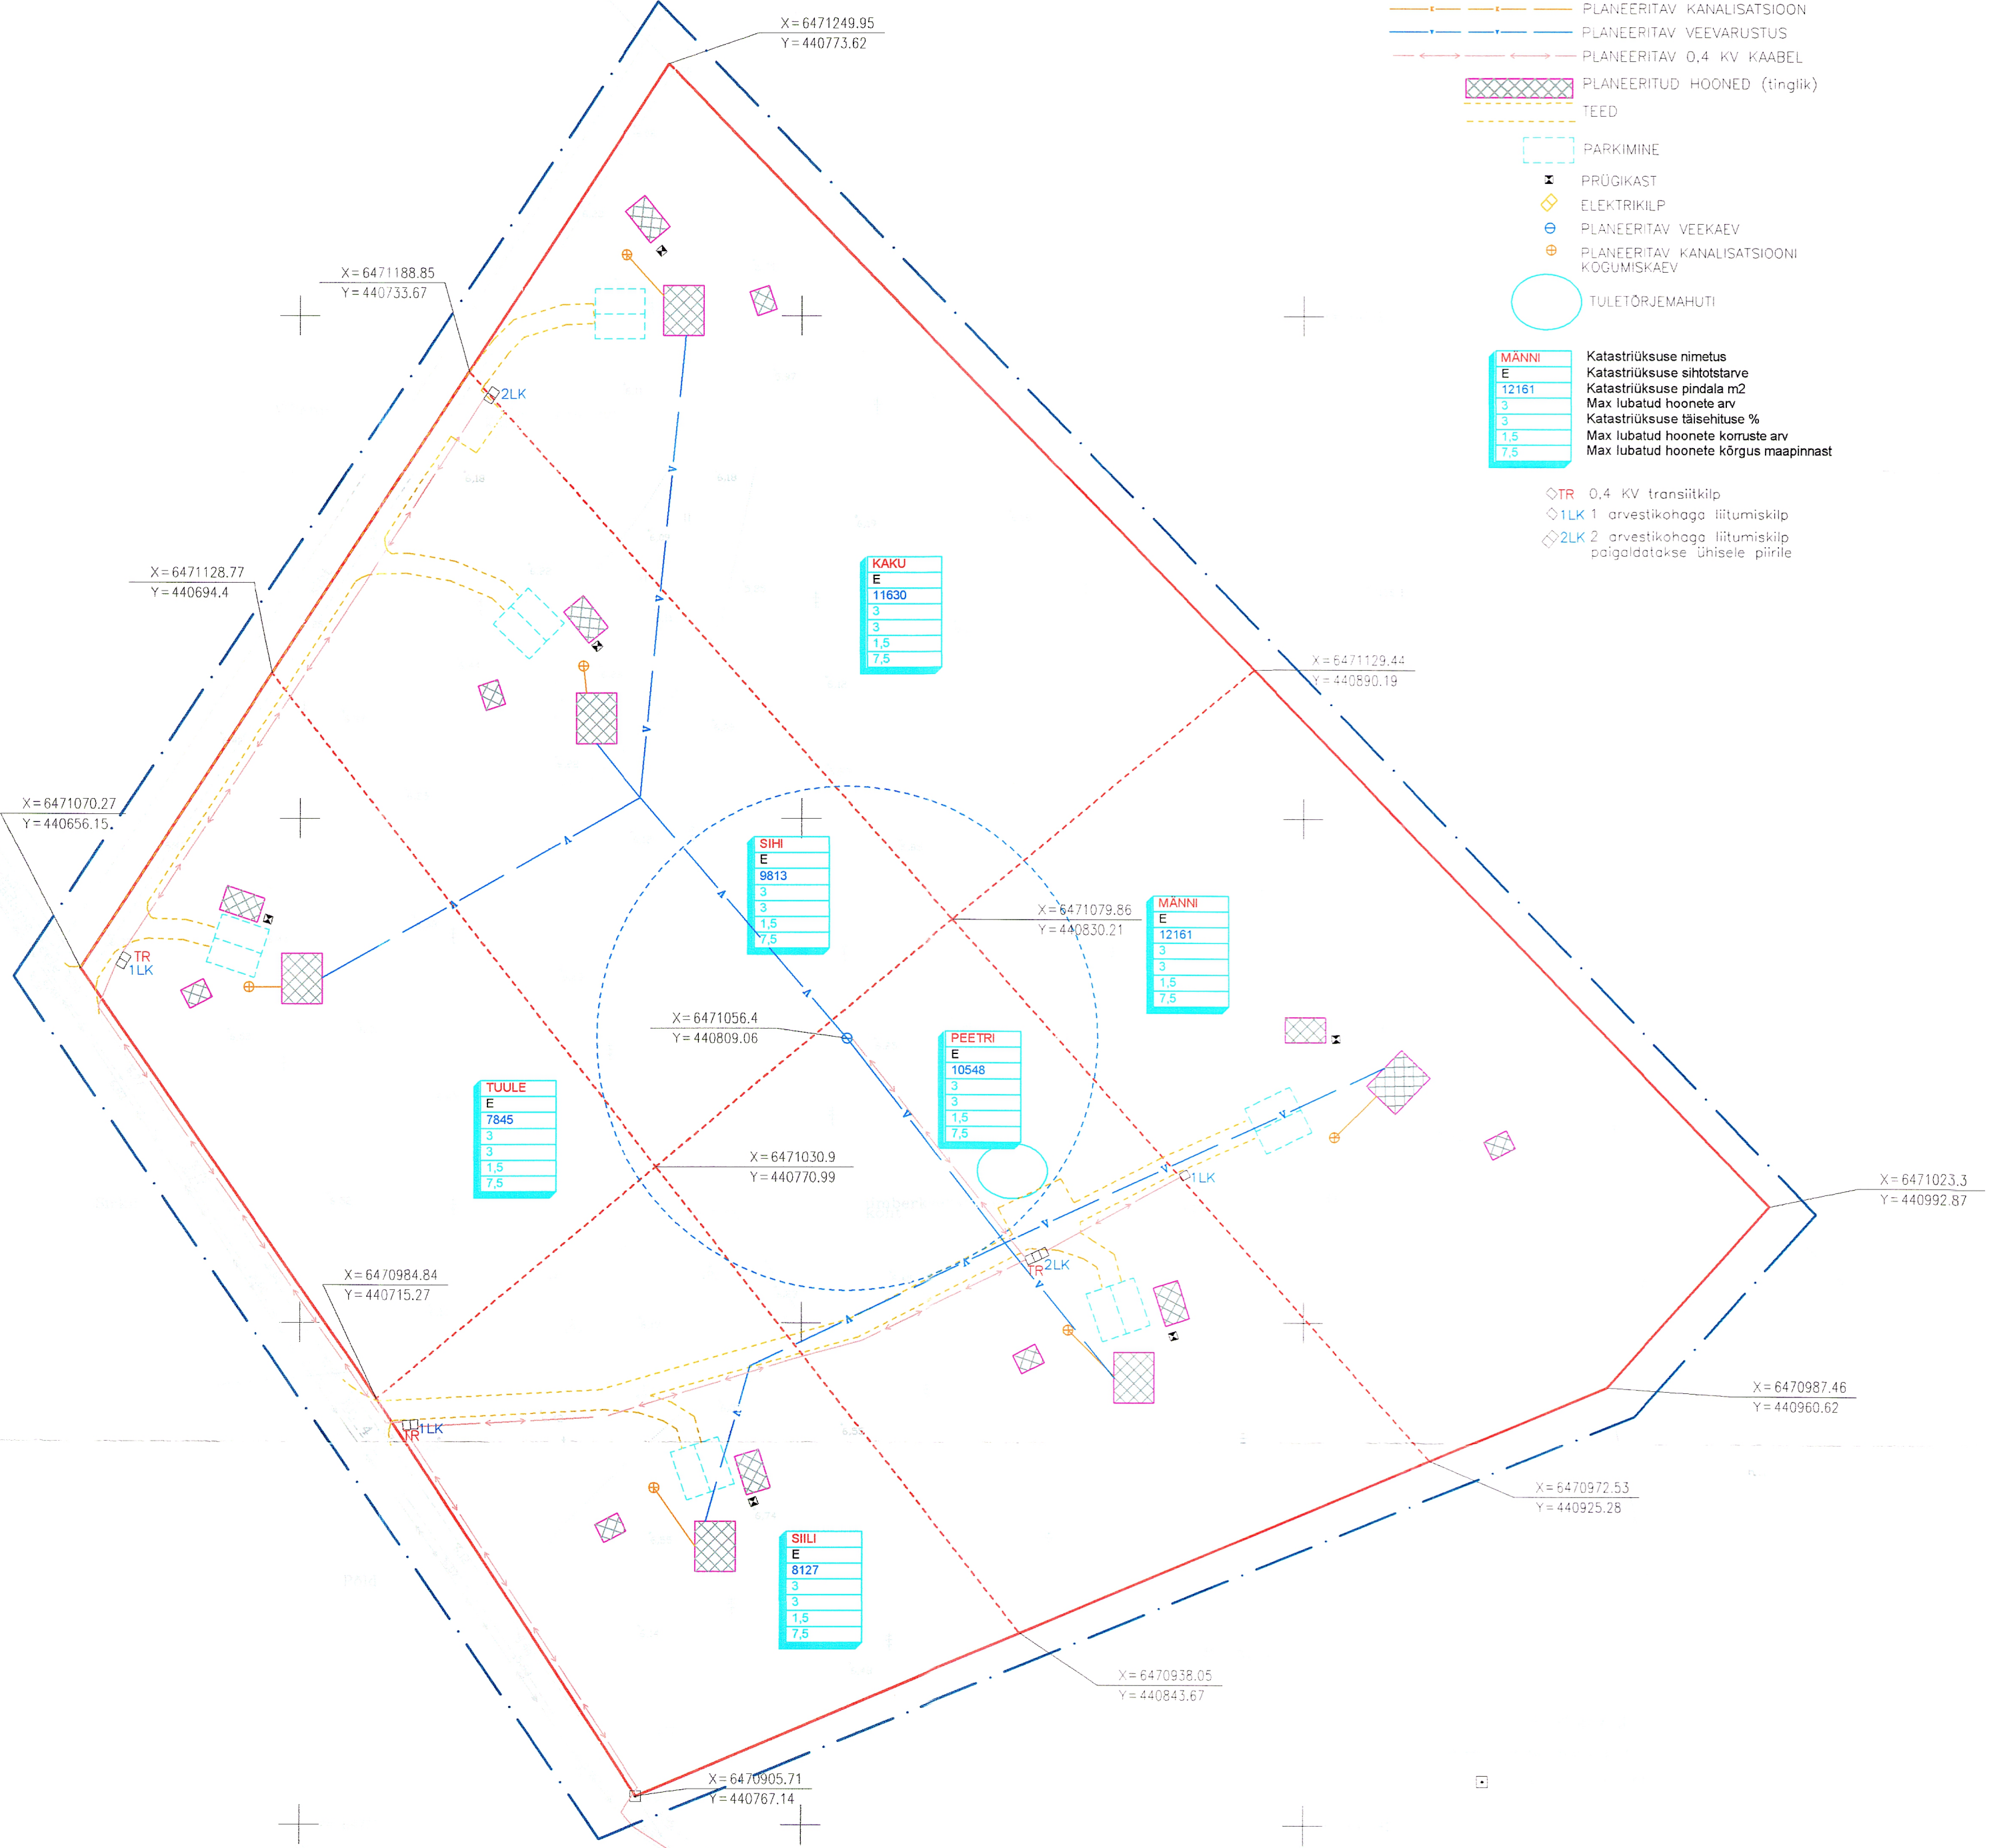 X=6471249.95
Y=440773.62
PLANEERITAV KANALISATSIOON
PLANEERITAV VEEVARUSTUS
PLANEERITAV 0,4 KV KAABEL
PLANEERITUD HOONED (tinglik)
TEED
PARKIMINE
PRÜGIKAST
ELEKTRIKILP
PLANEERITAV VEEKAEV
PLANEERITAV KANALISATSIOONI
KOGUMISKAEV
TULETÕRJEMAHUTI
MÄNNI Katastriüksuse nimetus
E Katastriüksuse sihtotstarve
12161 Katastriüksuse pindala m2
3 Max lubatud hoonete arv
3 Katastriüksuse täisehituse %
1,5 Max lubatud hoonete korruste arv
7,5 Max lubatud hoonete kõrgus maapinnast
TR 0,4 KV transiitkilp
1LK 1 arvestikohaga liitumiskilp
2LK 2 arvestikohaga liitumiskilp
paigaldatakse ühisele piirile
X=6471188.85
Y=440733.67
2LK
X=6471128.77
Y=440694.4
KAKU
E
11630
3
3
1,5
7,5
X=6471129.44
Y=440890.19
X=6471070.27
Y=440656.15
SIHI
E
9813
3
3
1,5
7,5
X=6471079.86
Y=440830.21
MÄNNI
E
12161
3
3
1,5
7,5
TR
1LK
X=6471056.4
Y=440809.06
PEETRI
E
10548
3
3
1,5
7,5
TUULE
E
7845
3
3
1,5
7,5
X=6471030.9
Y=440770.99
1LK
X=6471023.3
Y=440992.87
TR
2LK
X=6470984.84
Y=440715.27
1LK
TR
X=6470987.46
Y=440960.62
X=6470972.53
Y=440925.28
SIILI
E
8127
3
3
1,5
7,5
X=6470938.05
Y=440843.67
X=6470905.71
Y=440767.14